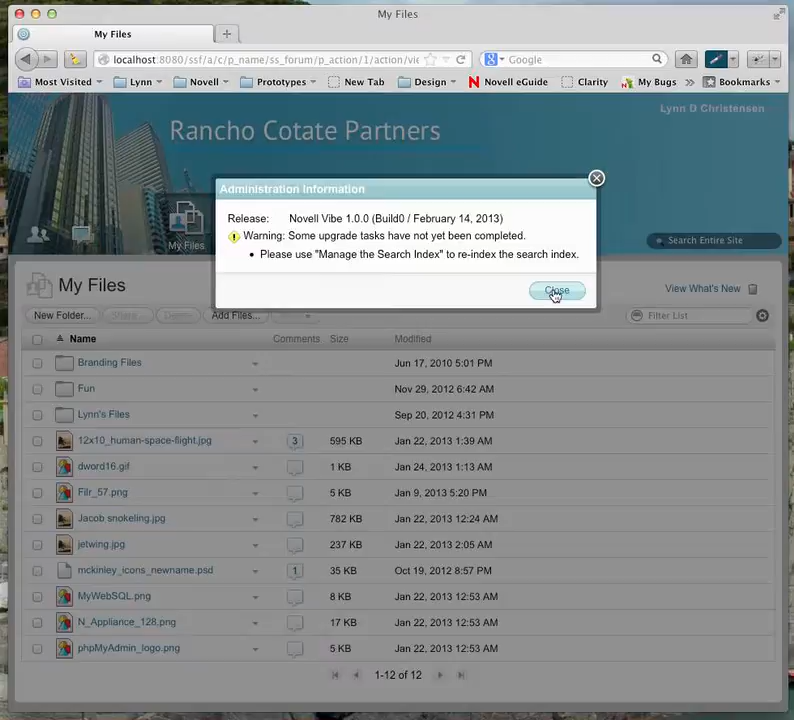 My Files
My Files
localhost:8080/ssf/a/c/p_name/ss_forum/p_action/1/action/vie
Google
Most Visited
Lynn
Novell
Prototypes
New Tab
Design
Novell eGuide
Clarity
My Bugs
Bookmarks
Lynn D Christensen
Rancho Cotate Partners
My Files
Search Entire Site
Administration Information
Release: Novell Vibe 1.0.0 (Build0 / February 14, 2013)
Warning: Some upgrade tasks have not yet been completed.
• Please use "Manage the Search Index" to re-index the search index.
Close
My Files
View What's New
New Folder...
Share...
Delete
Add Files...
Filter List
Name Comments Size Modified
Branding Files Jun 17, 2010 5:01 PM
Fun Nov 29, 2012 6:42 AM
Lynn's Files Sep 20, 2012 4:31 PM
12x10_human-space-flight.jpg 3 595 KB Jan 22, 2013 1:39 AM
dword16.gif 1 KB Jan 24, 2013 1:13 AM
Filr_57.png 5 KB Jan 9, 2013 5:20 PM
Jacob snokeling.jpg 782 KB Jan 22, 2013 12:24 AM
jetwing.jpg 237 KB Jan 22, 2013 2:05 AM
mckinley_icons_newname.psd 1 35 KB Oct 19, 2012 8:57 PM
MyWebSQL.png 8 KB Jan 22, 2013 12:53 AM
N_Appliance_128.png 17 KB Jan 22, 2013 12:53 AM
phpMyAdmin_logo.png 5 KB Jan 22, 2013 12:53 AM
1-12 of 12